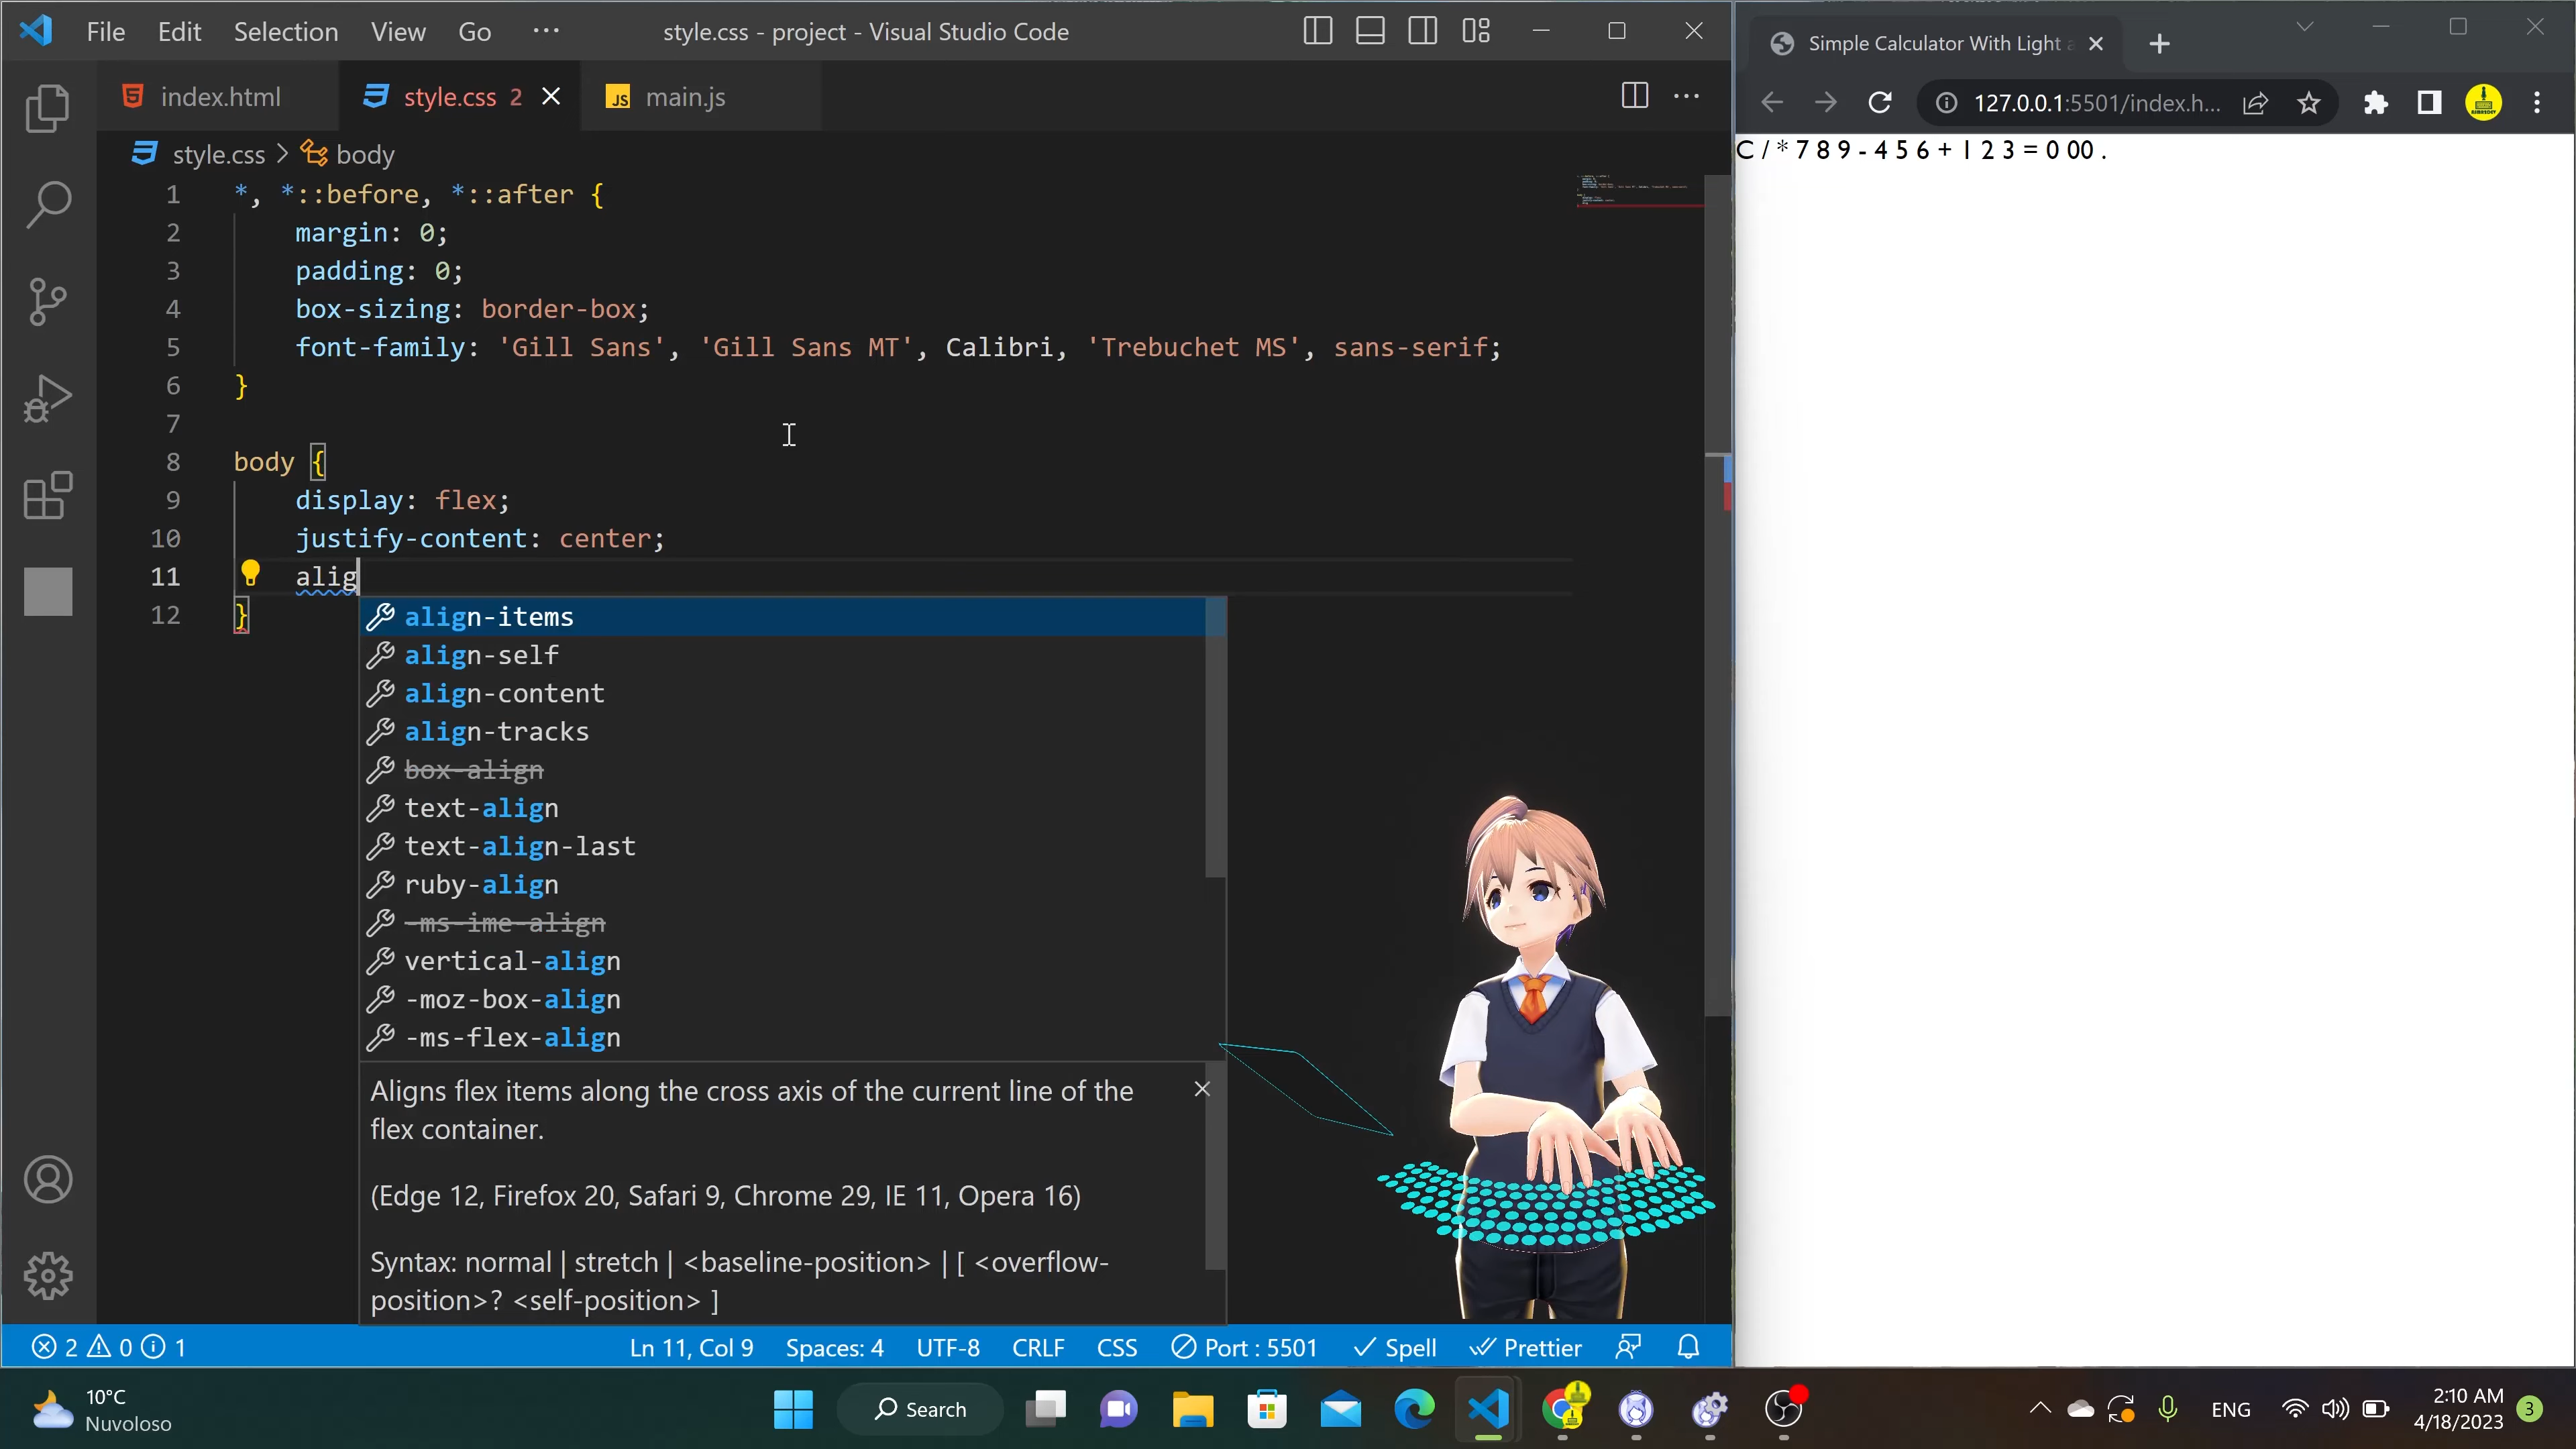 File Edit Selection View Go ···
style.css - project - Visual Studio Code
index.html
style.css 2
JS main.js
style.css > body
1 *, *::before, *::after {
2 margin: 0;
3 padding: 0;
4 box-sizing: border-box;
5 font-family: 'Gill Sans', 'Gill Sans MT', Calibri, 'Trebuchet MS', sans-serif;
6 }
7
8 body {
9 display: flex;
10 justify-content: center;
11 alig
12 }
align-items
align-self
align-content
align-tracks
box-align
text-align
text-align-last
ruby-align
-ms-ime-align
vertical-align
-moz-box-align
-ms-flex-align
Aligns flex items along the cross axis of the current line of the
flex container.
(Edge 12, Firefox 20, Safari 9, Chrome 29, IE 11, Opera 16)
Syntax: normal | stretch | <baseline-position> | [ <overflow-
position>? <self-position> ]
2 0 1
Ln 11, Col 9 Spaces: 4 UTF-8 CRLF CSS Port : 5501 Spell Prettier
Simple Calculator With Light
127.0.0.1:5501/index.h...
C / * 7 8 9 - 4 5 6 + 1 2 3 = 0 00 .
10°C
Nuvoloso
Search
ENG
2:10 AM
4/18/2023
3